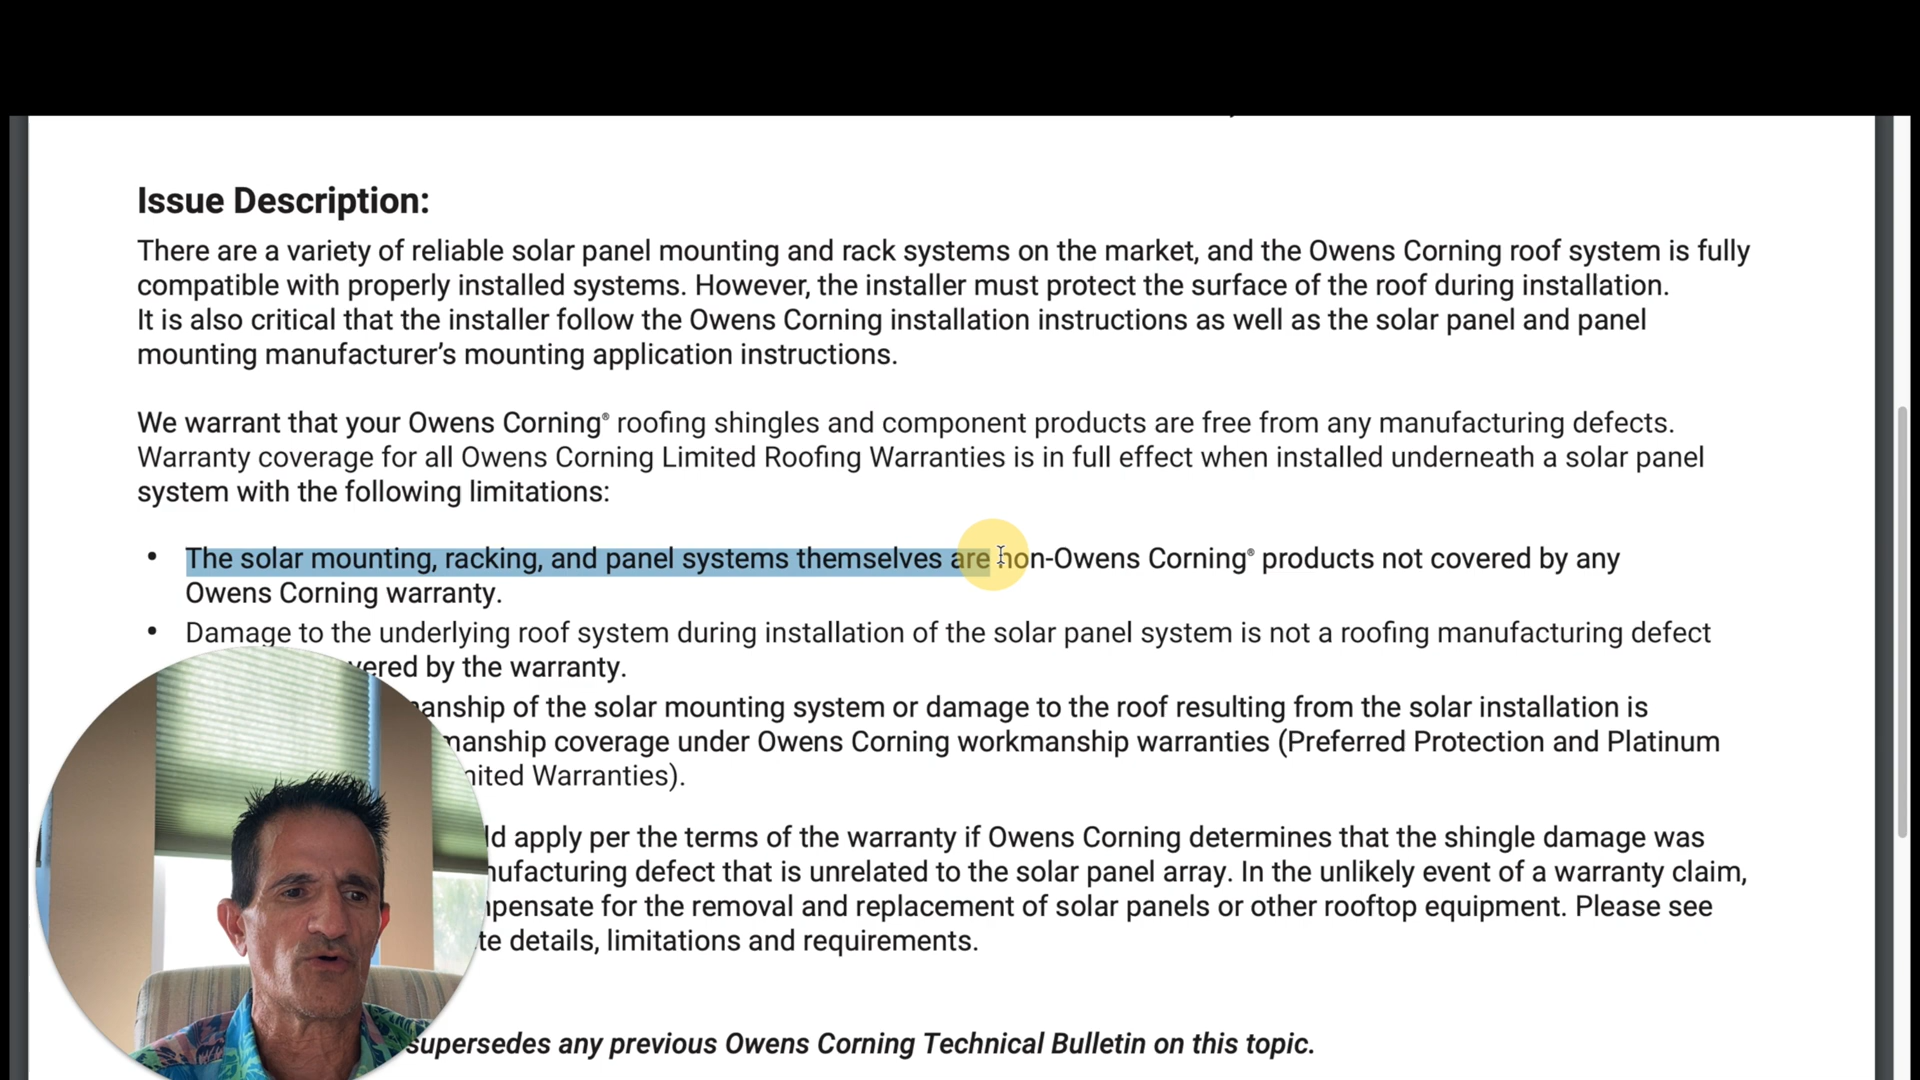 Issue Description:
There are a variety of reliable solar panel mounting and rack systems on the market, and the Owens Corning roof system is fully
compatible with properly installed systems. However, the installer must protect the surface of the roof during installation.
It is also critical that the installer follow the Owens Corning installation instructions as well as the solar panel and panel
mounting manufacturer’s mounting application instructions.
We warrant that your Owens Corning® roofing shingles and component products are free from any manufacturing defects.
Warranty coverage for all Owens Corning Limited Roofing Warranties is in full effect when installed underneath a solar panel
system with the following limitations:
• The solar mounting, racking, and panel systems themselves are non-Owens Corning® products not covered by any
Owens Corning warranty.
• Damage to the underlying roof system during installation of the solar panel system is not a roofing manufacturing defect
by the warranty.
of the solar mounting system or damage to the roof resulting from the solar installation is
coverage under Owens Corning workmanship warranties (Preferred Protection and Platinum
Warranties).
apply per the terms of the warranty if Owens Corning determines that the shingle damage was
defect that is unrelated to the solar panel array. In the unlikely event of a warranty claim,
for the removal and replacement of solar panels or other rooftop equipment. Please see
details, limitations and requirements.
supersedes any previous Owens Corning Technical Bulletin on this topic.